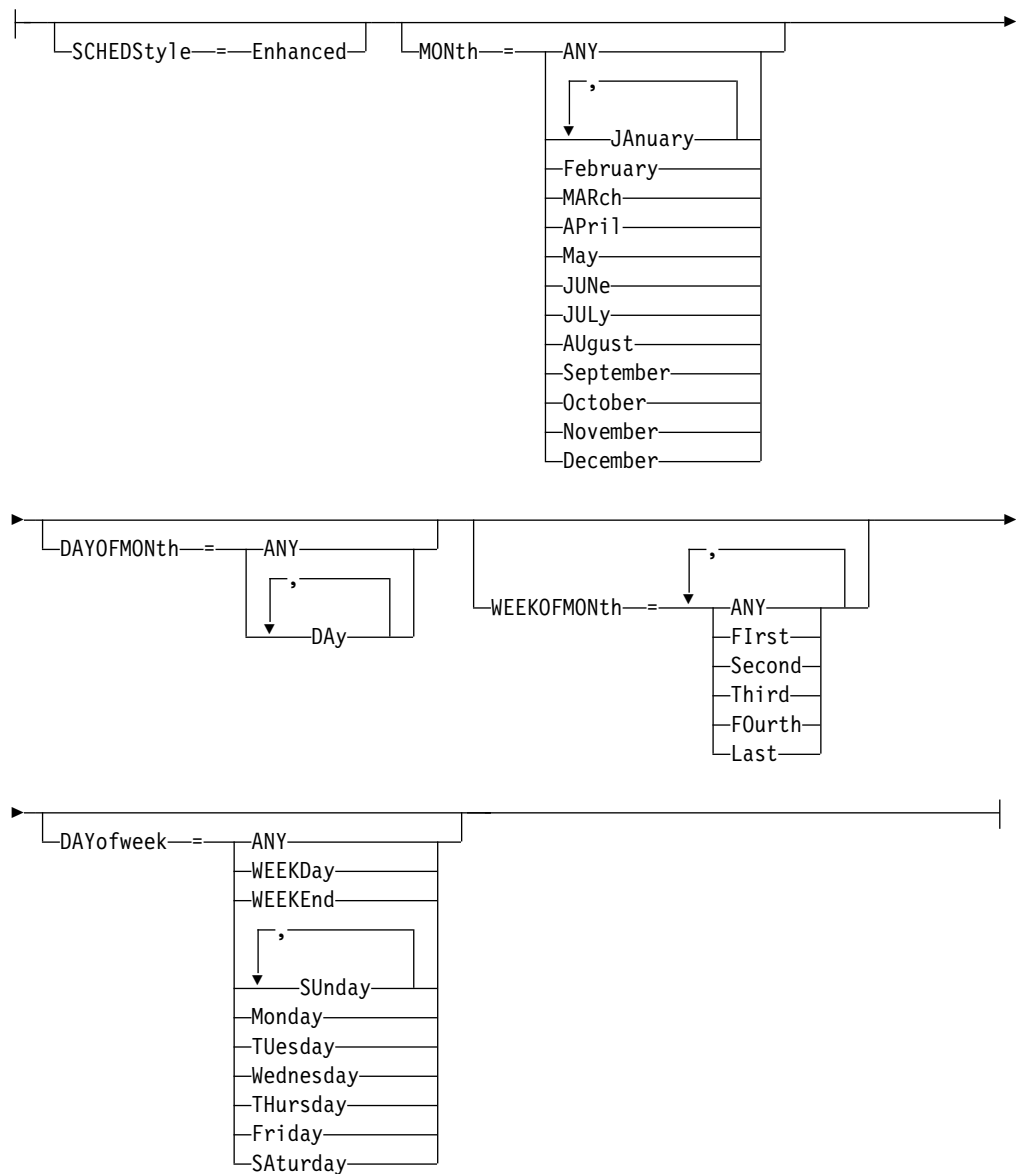 SCHEDStyle = Enhanced MONth = ANY
,
JAnuary
February
MARch
APril
May
JUNe
JULy
AUgust
September
October
November
December
DAYOFMONth = ANY
,
DAy
WEEKOFMONth = ANY
,
FIrst
Second
Third
FOurth
Last
DAYofweek = ANY
WEEKDay
WEEKEnd
,
SUnday
Monday
TUesday
Wednesday
THursday
Friday
SAturday